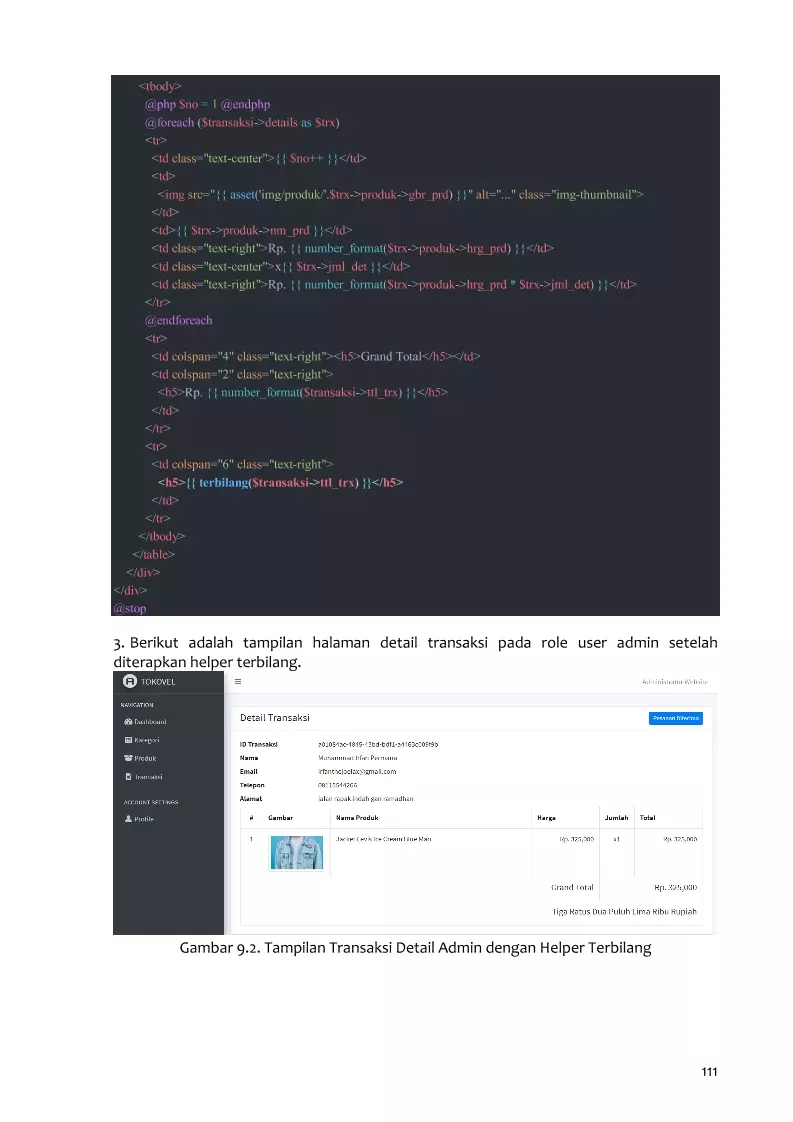 <tbody>
@php $no = 1 @endphp
@foreach ($transaksi->details as $trx)
<tr>
<td class="text-center">{{ $no++ }}</td>
<td>
<img src="{{ asset('img/produk/'.$trx->produk->gbr_prd) }}" alt="..." class="img-thumbnail">
</td>
<td>{{ $trx->produk->nm_prd }}</td>
<td class="text-right">Rp. {{ number_format($trx->produk->hrg_prd) }}</td>
<td class="text-center">x{{ $trx->jml_det }}</td>
<td class="text-right">Rp. {{ number_format($trx->produk->hrg_prd * $trx->jml_det) }}</td>
</tr>
@endforeach
<tr>
<td colspan="4" class="text-right"><h5>Grand Total</h5></td>
<td colspan="2" class="text-right">
<h5>Rp. {{ number_format($transaksi->ttl_trx) }}</h5>
</td>
</tr>
<tr>
<td colspan="6" class="text-right">
<h5>{{ terbilang($transaksi->ttl_trx) }}</h5>
</td>
</tr>
</tbody>
</table>
</div>
</div>
@stop
3. Berikut adalah tampilan halaman detail transaksi pada role user admin setelah
diterapkan helper terbilang.
TOKOVEL
Administrator Website
NAVIGATION
Dashboard
Kategori
Produk
Transaksi
ACCOUNT SETTINGS
Profile
Detail Transaksi
Pesanan Diterima
ID Transaksi
Nama Muhammad Irfan Permana
Email irfanthejoelax@gmail.com
Telepon 08115544266
Alamat jalan rapak indah gan ramadhan
# Gambar Nama Produk Harga Jumlah Total
1 Jacket Levis Ice Cream Blue Man Rp. 325,000 x1 Rp. 325,000
Grand Total Rp. 325,000
Tiga Ratus Dua Puluh Lima Ribu Rupiah
Gambar 9.2. Tampilan Transaksi Detail Admin dengan Helper Terbilang
111